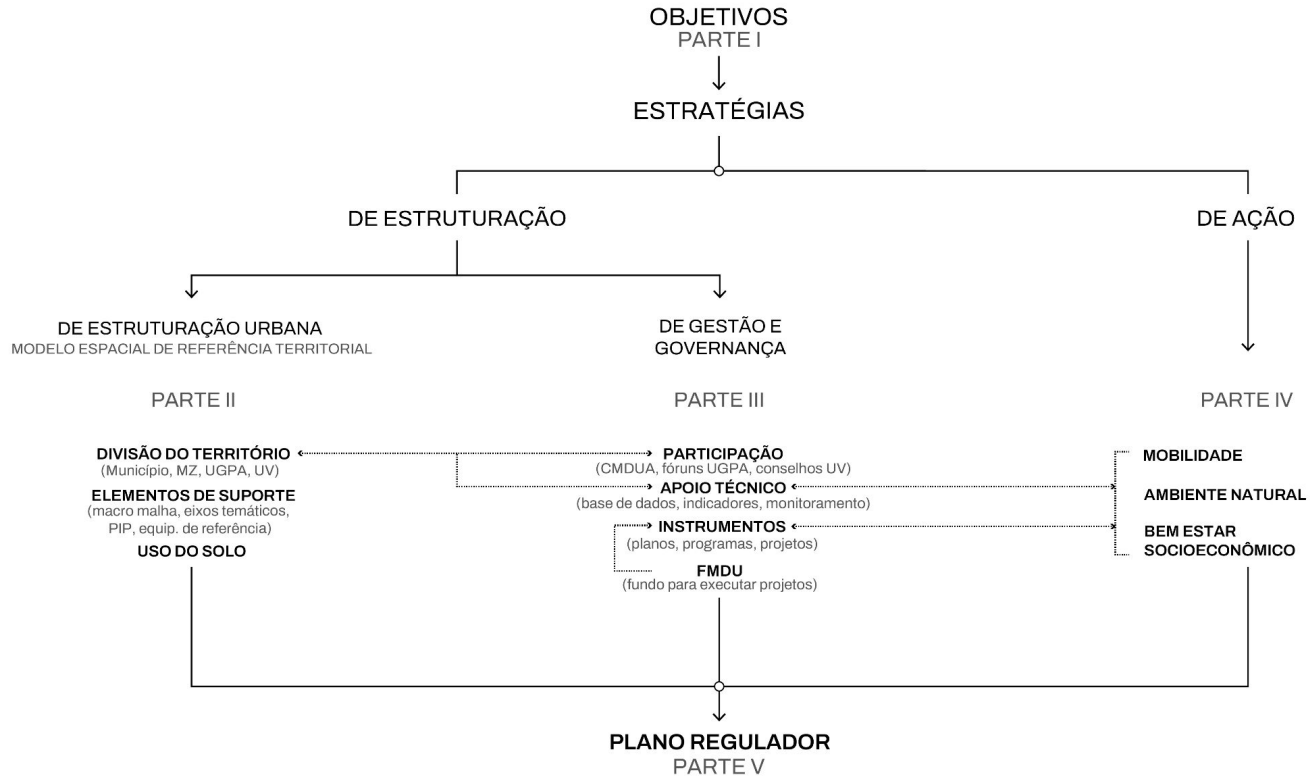 OBJETIVOS
PARTE I
ESTRATÉGIAS
DE ESTRUTURAÇÃO
DE AÇÃO
DE ESTRUTURAÇÃO URBANA
MODELO ESPACIAL DE REFERÊNCIA TERRITORIAL
DE GESTÃO E
GOVERNANÇA
PARTE II
PARTE III
PARTE IV
DIVISÃO DO TERRITÓRIO
(Município, MZ, UGPA, UV)
ELEMENTOS DE SUPORTE
(macro malha, eixos temáticos,
PIP, equip. de referência)
USO DO SOLO
PARTICIPAÇÃO
(CMDUA, fóruns UGPA, conselhos UV)
APOIO TÉCNICO
(base de dados, indicadores, monitoramento)
INSTRUMENTOS
(planos, programas, projetos)
FMDU
(fundo para executar projetos)
MOBILIDADE
AMBIENTE NATURAL
BEM ESTAR
SOCIOECONÔMICO
PLANO REGULADOR
PARTE V